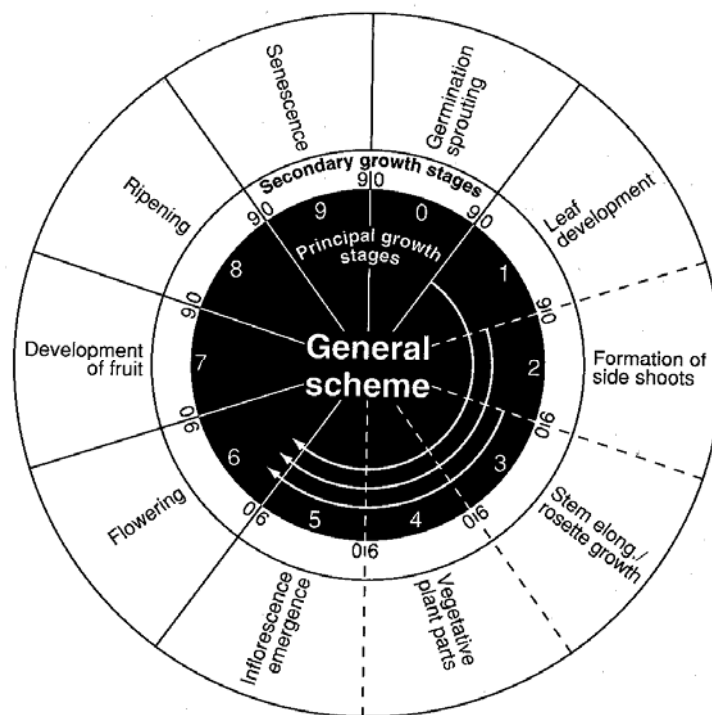 Senescence
Germination
sprouting
Leaf
development
Formation of
side shoots
Stem elong./
rosette growth
Vegetative
plant parts
Inflorescence
emergence
Flowering
Development
of fruit
Ripening
Secondary growth stages
9 0
9 0
9 0
9 0
9 0
9 0
9 0
9 0
9 0
9 0
0
1
2
3
4
5
6
7
8
9
Principal growth
stages
General
scheme